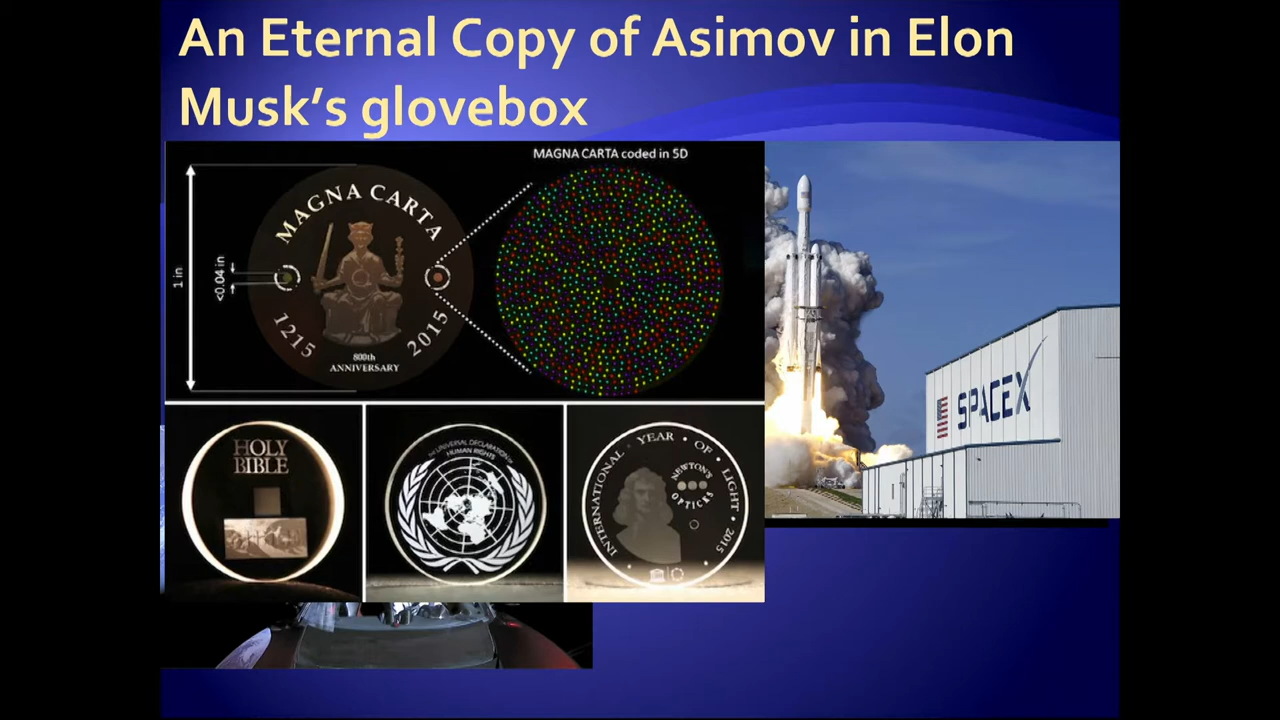 An Eternal Copy of Asimov in Elon
Musk's glovebox
MAGNA CARTA coded in 5D
MAGNA CARTA
1 in
<0.04 in
1215
2015
800th
ANNIVERSARY
SPACEX
HOLY
BIBLE
THE UNIVERSAL DECLARATION OF
HUMAN RIGHTS
INTERNATIONAL • YEAR • OF • LIGHT • 2015
NEWTON'S
OPTICKS